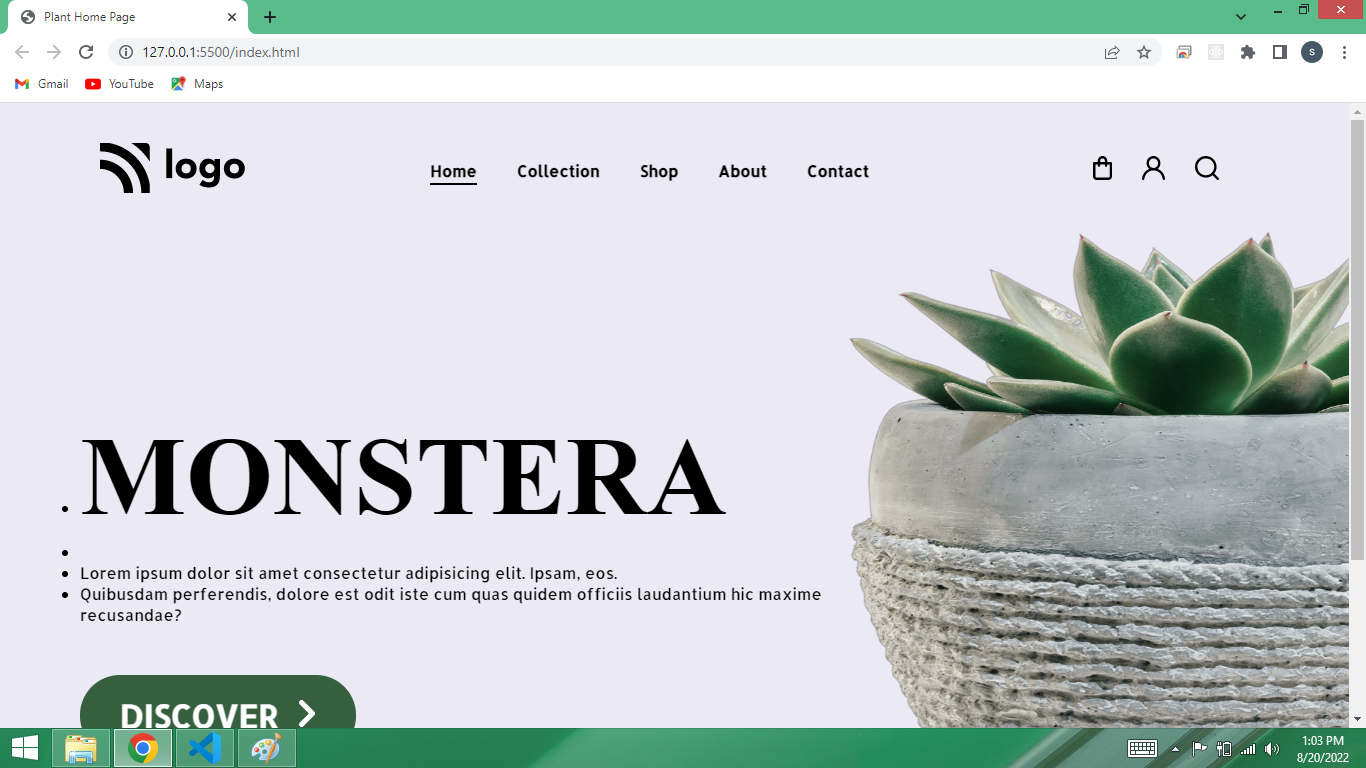 Plant Home Page
127.0.0.1:5500/index.html
S
Gmail YouTube Maps
logo
Home Collection Shop About Contact
MONSTERA
Lorem ipsum dolor sit amet consectetur adipisicing elit. Ipsam, eos.
Quibusdam perferendis, dolore est odit iste cum quas quidem officiis laudantium hic maxime
recusandae?
DISCOVER
1:03 PM
8/20/2022